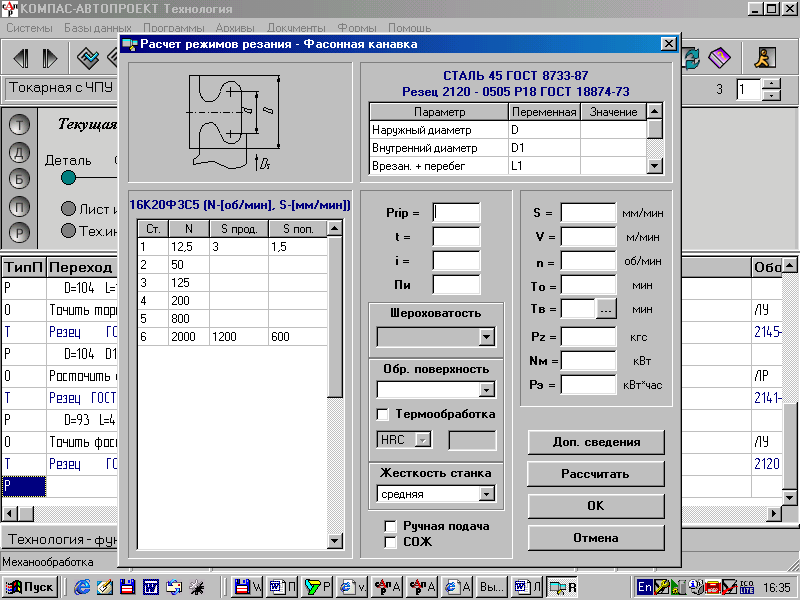 КОМПАС-АВТОПРОЕКТ Технология
Системы Базы данных Программы Архивы Документы Формы Помощь
Расчет режимов резания - Фасонная канавка
Токарная с ЧПУ
3 1
СТАЛЬ 45 ГОСТ 8733-87
Резец 2120 - 0505 Р18 ГОСТ 18874-73
Параметр Переменная Значение
Наружный диаметр D
Внутренний диаметр D1
Врезан. + перебег L1
d
D
Ds
Т
Д
Б
П
Р
Текущая
Деталь
Лист и
Тех.ин
16К20Ф3С5 (N-[об/мин], S-[мм/мин])
Ст. N S прод. S поп.
1 12,5 3 1,5
2 50
3 125
4 200
5 800
6 2000 1200 600
Prip =
t =
i =
Пи
Шероховатость
Обр. поверхность
Термообработка
HRC
Жесткость станка
средняя
Ручная подача
СОЖ
S = мм/мин
V = м/мин
n = об/мин
То = мин
Тв = ... мин
Pz = кгс
Nм = кВт
Рэ = кВт*час
Доп. сведения
Рассчитать
OK
Отмена
ТипП Переход Обо
Р D=104 L=
О Точить тор ЛУ
Т Резец ГО 2145-
Р D=104 D1
О Расточить ЛР
Т Резец ГОСТ 2141-
Р D=93 L=4
О Точить фас ЛУ
Т Резец ГО 2120
Р
Технология - фун
Механообработка
Пуск
En
16:35